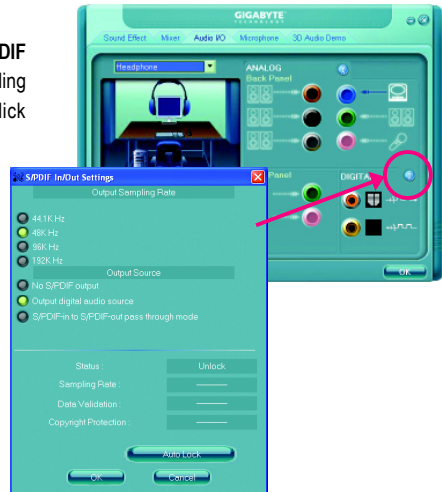 GIGABYTE
TECHNOLOGY
Sound Effect Mixer Audio I/O Microphone 3D Audio Demo
DIF
ding
lick
Headphone
ANALOG
Back Panel
Panel
DIGITAL
OK
S/PDIF In/Out Settings
Output Sampling Rate
44.1K Hz
48K Hz
96K Hz
192K Hz
Output Source
No S/PDIF output
Output digital audio source
S/PDIF-in to S/PDIF-out pass through mode
Status : Unlock
Sampling Rate :
Data Validation :
Copyright Protection :
Auto Lock
OK Cancel